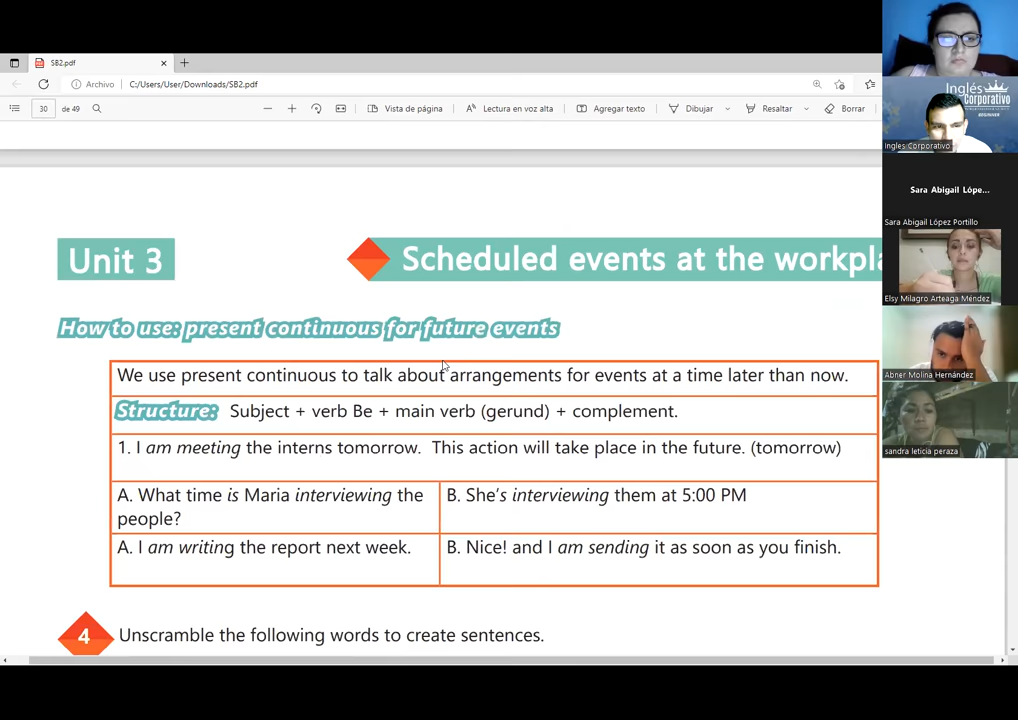 SB2.pdf
Archivo
C:/Users/User/Downloads/SB2.pdf
30
de 49
Vista de página
Lectura en voz alta
Agregar texto
Dibujar
Resaltar
Borrar
Unit 3
Scheduled events at the workpla
How to use: present continuous for future events
We use present continuous to talk about arrangements for events at a time later than now.
Structure: Subject + verb Be + main verb (gerund) + complement.
1. I am meeting the interns tomorrow. This action will take place in the future. (tomorrow)
A. What time is Maria interviewing the
people?
B. She's interviewing them at 5:00 PM
A. I am writing the report next week.
B. Nice! and I am sending it as soon as you finish.
4
Unscramble the following words to create sentences.
Inglés
Corporativo
BEGINNER
Ingles Corporativo
Sara Abigail Lópe...
Sara Abigail López Portillo
Elsy Milagro Arteaga Méndez
Abner Molina Hernández
sandra leticia peraza